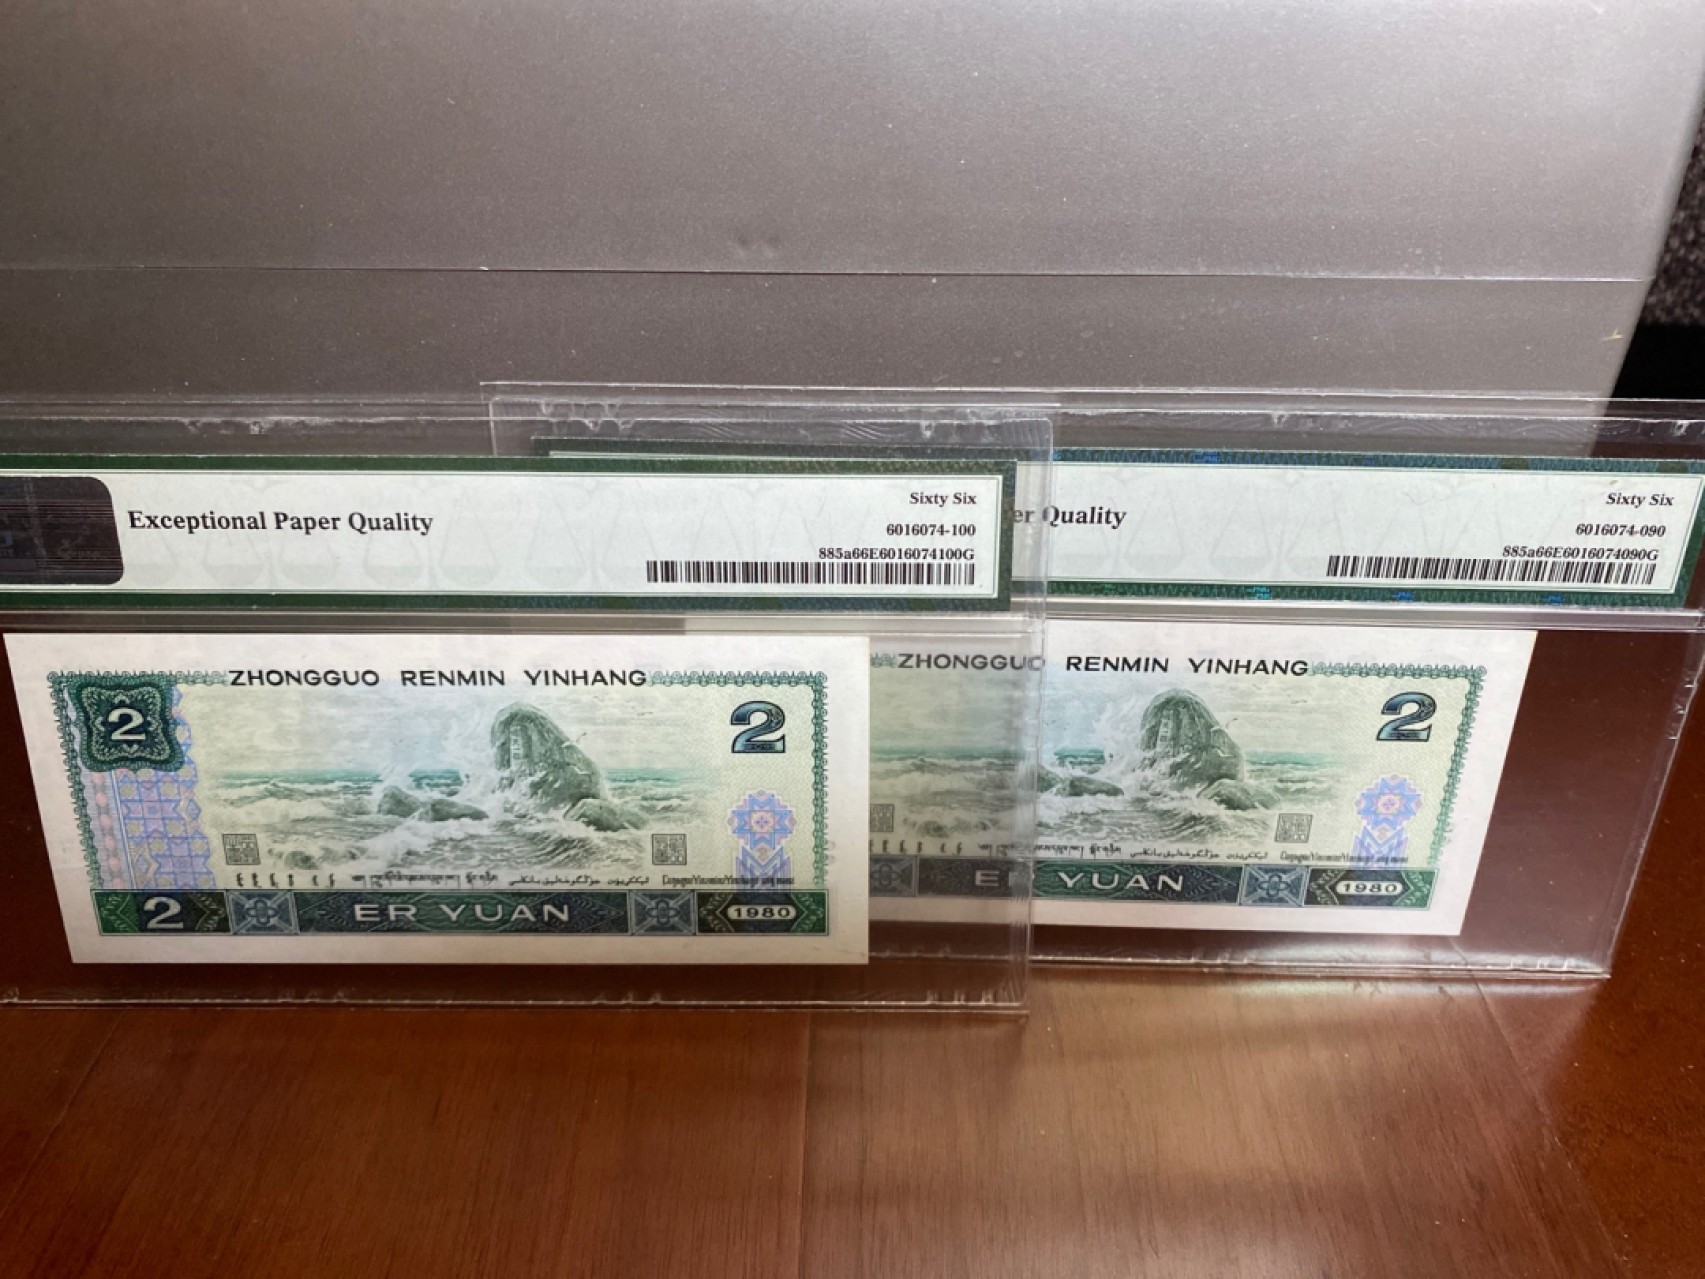 Exceptional Paper Quality
Sixty Six
6016074-100
885a66E6016074100G
ZHONGGUO RENMIN YINHANG
2
2
2
ER YUAN
1980
Quality
Sixty Six
6016074-090
885a66E6016074090G
ZHONGGUO RENMIN YINHANG
2
ER YUAN
1980